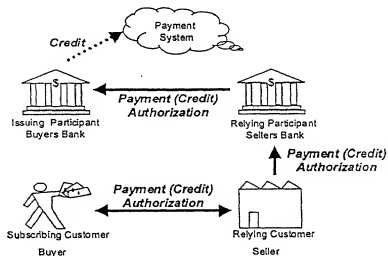 Credit
Payment
System
$
$
Payment (Credit)
Authorization
Issuing Participant
Buyers Bank
Relying Participant
Sellers Bank
Payment (Credit)
Authorization
Payment (Credit)
Authorization
Subscribing Customer
Buyer
Relying Customer
Seller